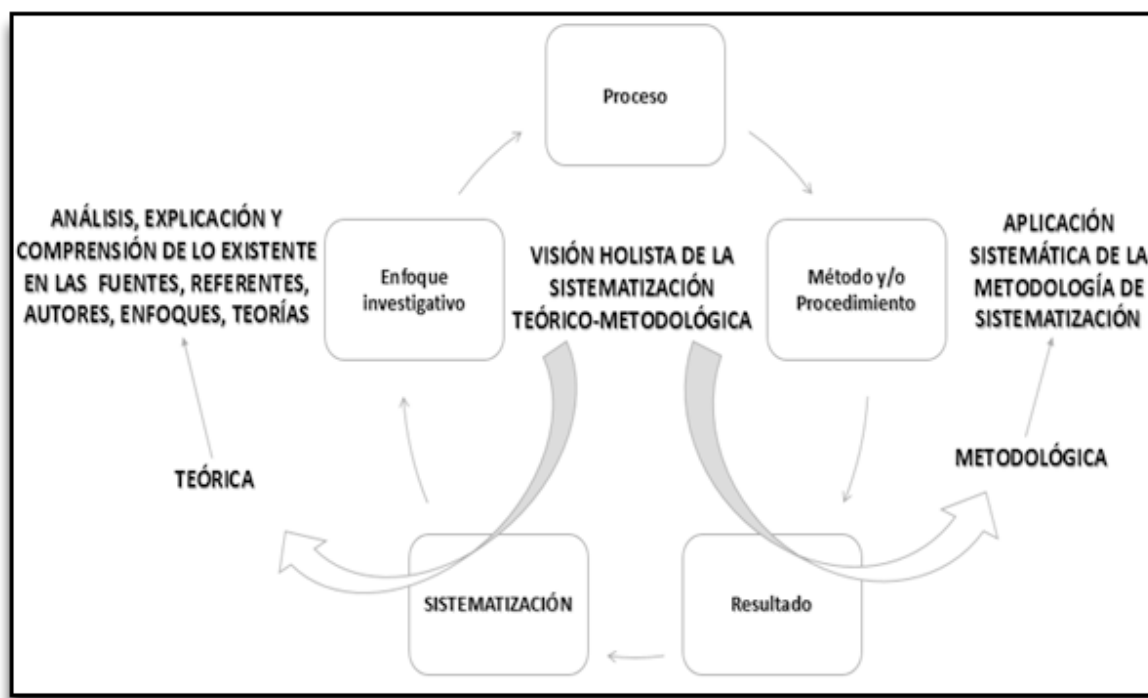 Proceso
ANÁLISIS, EXPLICACIÓN Y
COMPRENSIÓN DE LO EXISTENTE
EN LAS FUENTES, REFERENTES,
AUTORES, ENFOQUES, TEORÍAS
Enfoque
investigativo
VISIÓN HOLISTA DE LA
SISTEMATIZACIÓN
TEÓRICO-METODOLÓGICA
Método y/o
Procedimiento
APLICACIÓN
SISTEMÁTICA DE LA
METODOLOGÍA DE
SISTEMATIZACIÓN
TEÓRICA
METODOLÓGICA
SISTEMATIZACIÓN
Resultado